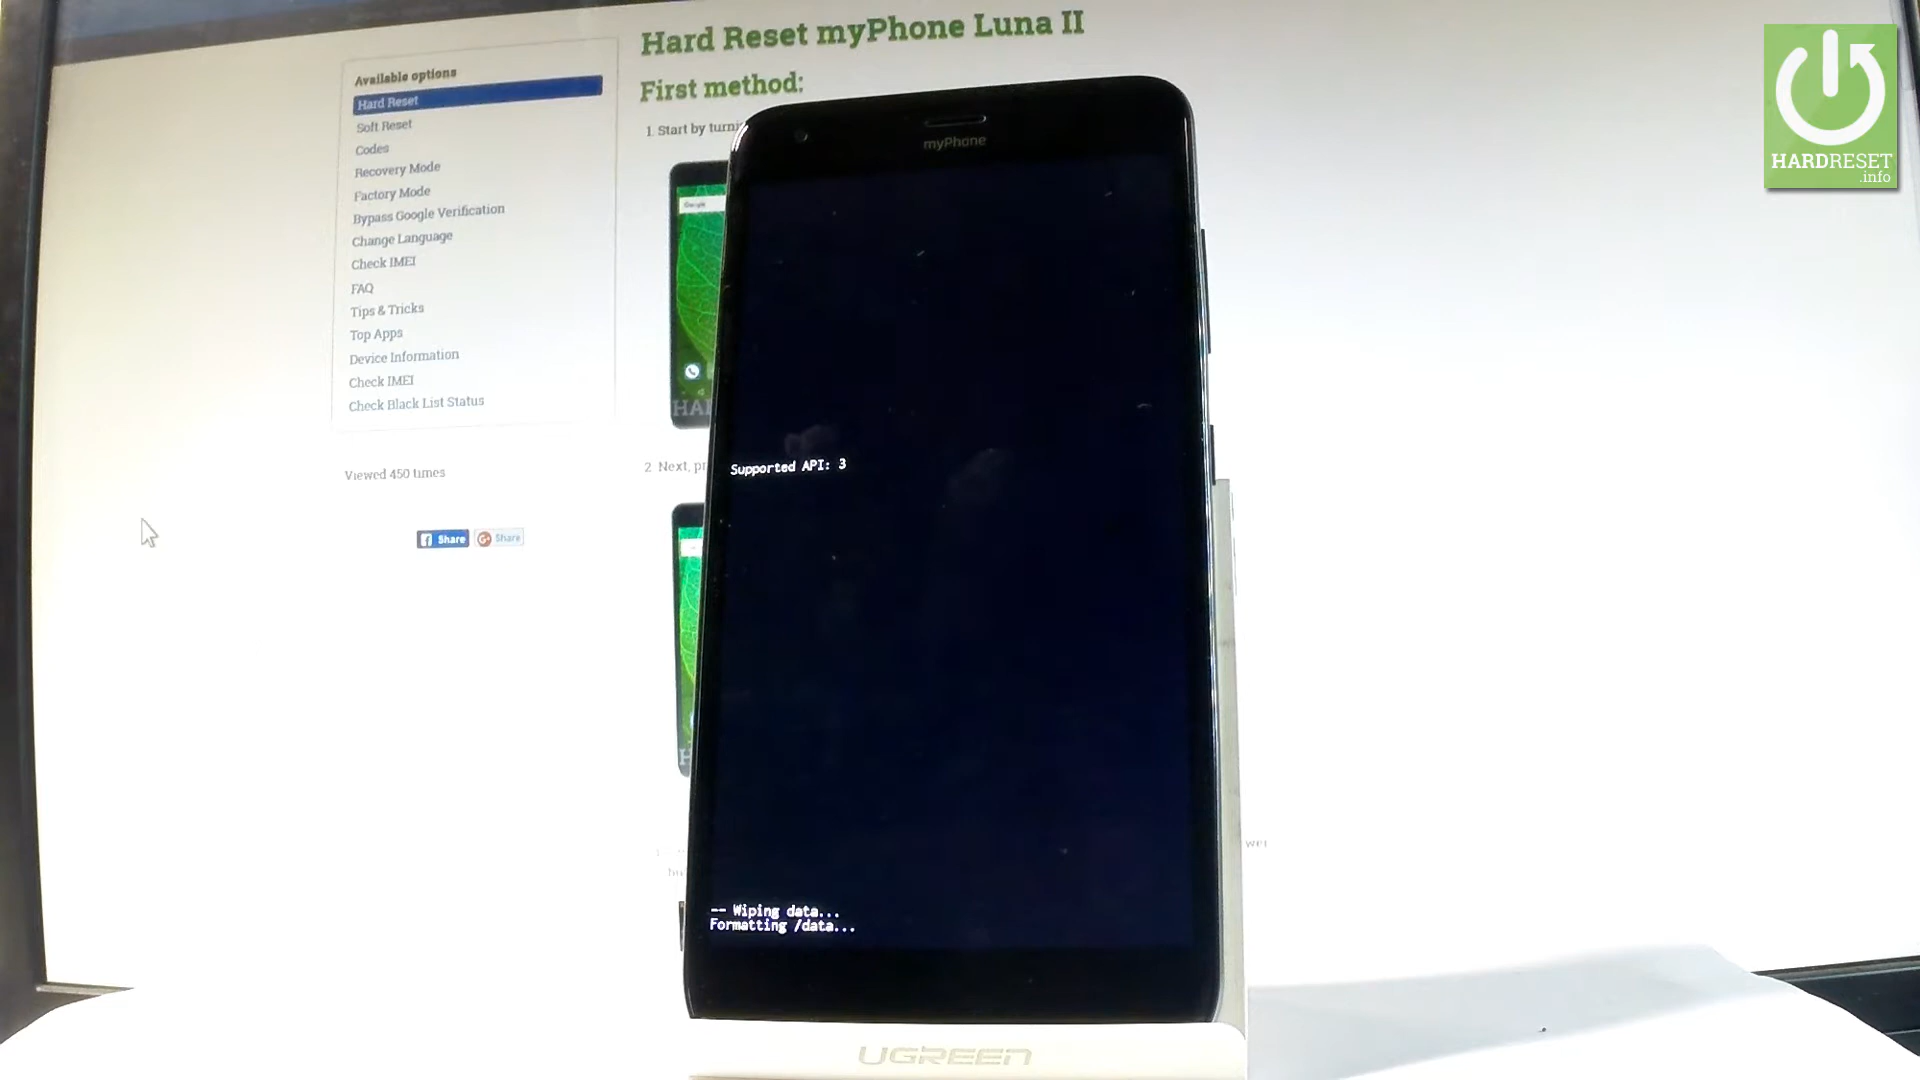 Hard Reset myPhone Luna II
First method:
1. Start by turni
2 Next, pr
Available options
Hard Reset
Soft Reset
Codes
Recovery Mode
Factory Mode
Bypass Google Verification
Change Language
Check IMEI
FAQ
Tips & Tricks
Top Apps
Device Information
Check IMEI
Check Black List Status
Viewed 450 times
Share
Share
Google
HAR
myPhone
Supported API: 3
-- Wiping data...
Formatting /data...
UGREEN
HARDRESET
.info